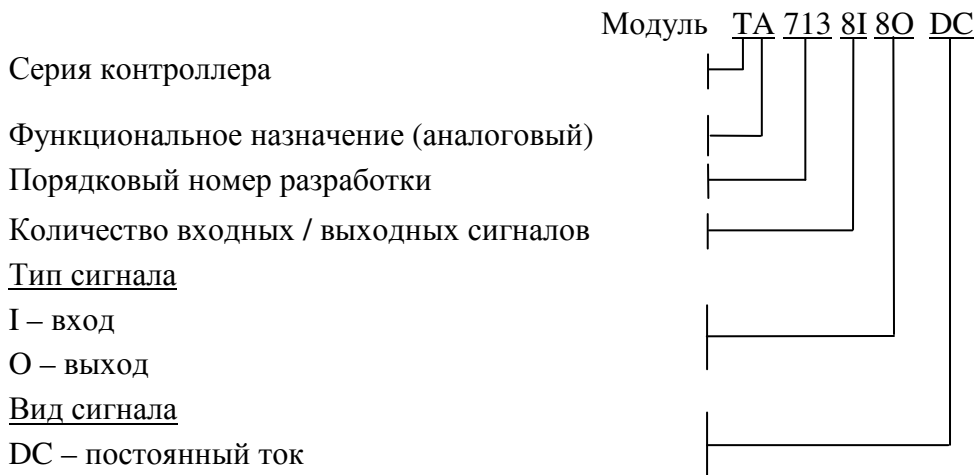 Модуль ТА 713 8I 8O DC
Серия контроллера
Функциональное назначение (аналоговый)
Порядковый номер разработки
Количество входных / выходных сигналов
Тип сигнала
I – вход
O – выход
Вид сигнала
DC – постоянный ток